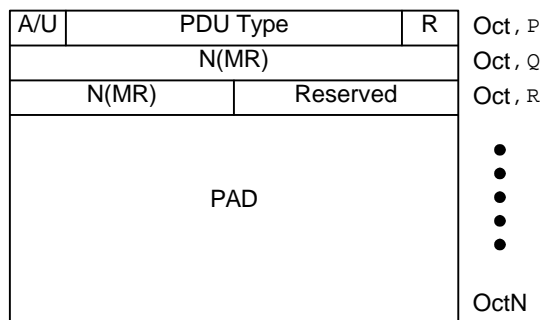 A/U PDU Type R Oct , P
N(MR) Oct , Q
N(MR) Reserved Oct , R
PAD
OctN